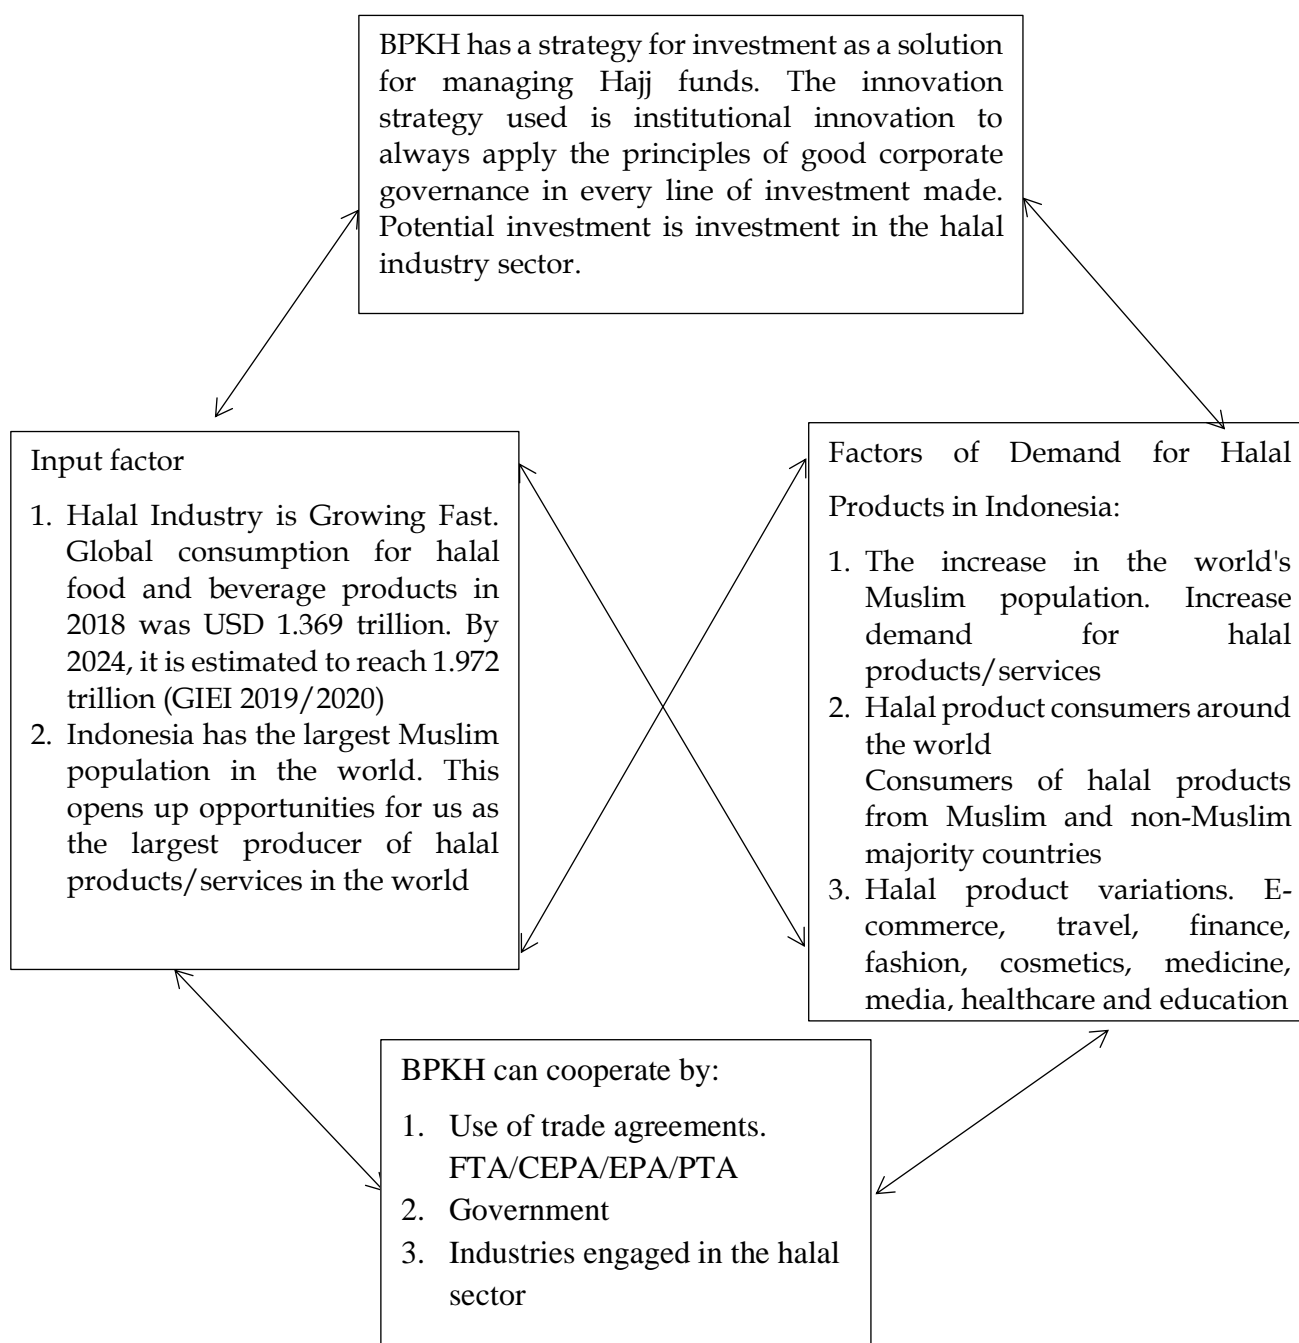 BPKH has a strategy for investment as a solution
for managing Hajj funds. The innovation
strategy used is institutional innovation to
always apply the principles of good corporate
governance in every line of investment made.
Potential investment is investment in the halal
industry sector.
Input factor
1. Halal Industry is Growing Fast.
Global consumption for halal
food and beverage products in
2018 was USD 1.369 trillion. By
2024, it is estimated to reach 1.972
trillion (GIEI 2019/2020)
2. Indonesia has the largest Muslim
population in the world. This
opens up opportunities for us as
the largest producer of halal
products/services in the world
Factors of Demand for Halal
Products in Indonesia:
1. The increase in the world's
Muslim population. Increase
demand for halal
products/services
2. Halal product consumers around
the world
Consumers of halal products
from Muslim and non-Muslim
majority countries
3. Halal product variations. E-
commerce, travel, finance,
fashion, cosmetics, medicine,
media, healthcare and education
BPKH can cooperate by:
1. Use of trade agreements.
FTA/CEPA/EPA/PTA
2. Government
3. Industries engaged in the halal
sector